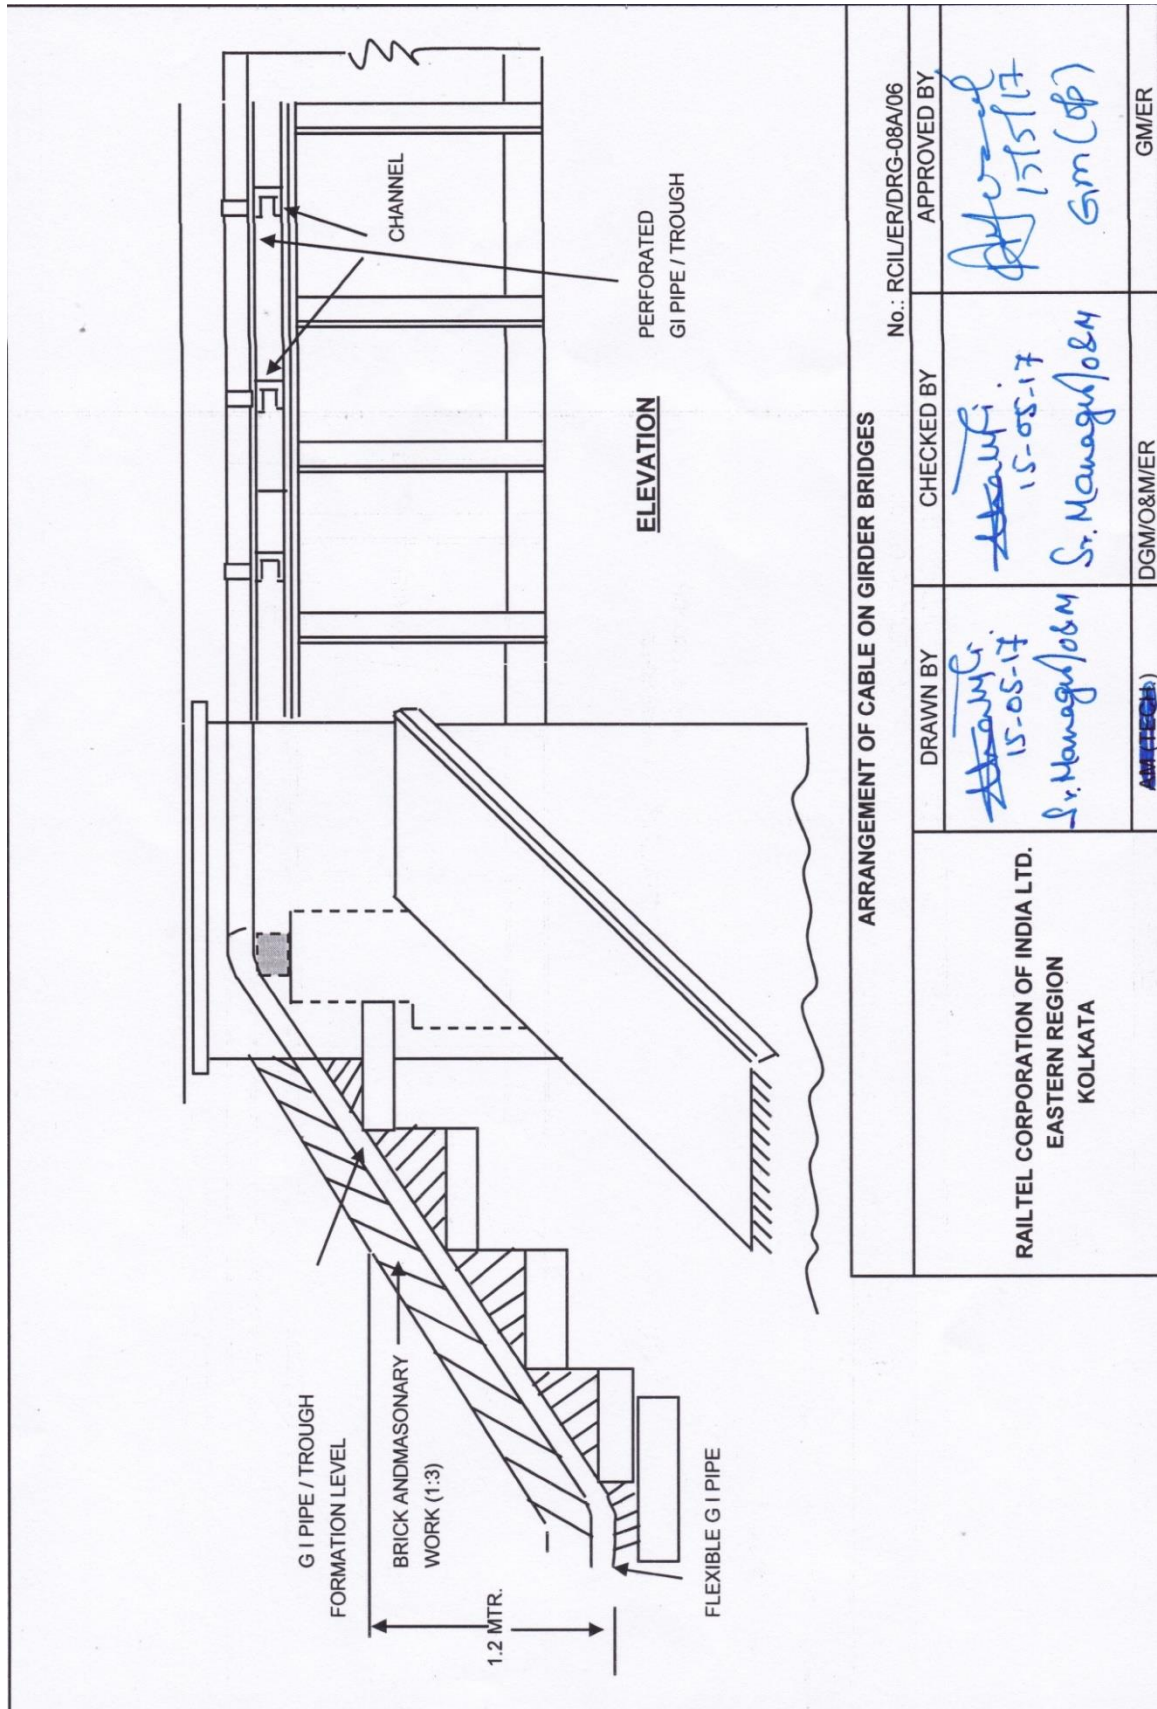 G I PIPE / TROUGH
FORMATION LEVEL
BRICK ANDMASONARY
WORK (1:3)
1.2 MTR.
FLEXIBLE G I PIPE
CHANNEL
PERFORATED
GI PIPE / TROUGH
ELEVATION
ARRANGEMENT OF CABLE ON GIRDER BRIDGES
No.: RCIL/ER/DRG-08A/06
RAILTEL CORPORATION OF INDIA LTD.
EASTERN REGION
KOLKATA
DRAWN BY
15-05-17
Sr. Manager/O&M
AM (TECH.)
CHECKED BY
15-05-17
Sr. Manager/O&M
DGM/O&M/ER
APPROVED BY
15/5/17
GM (OP)
GM/ER